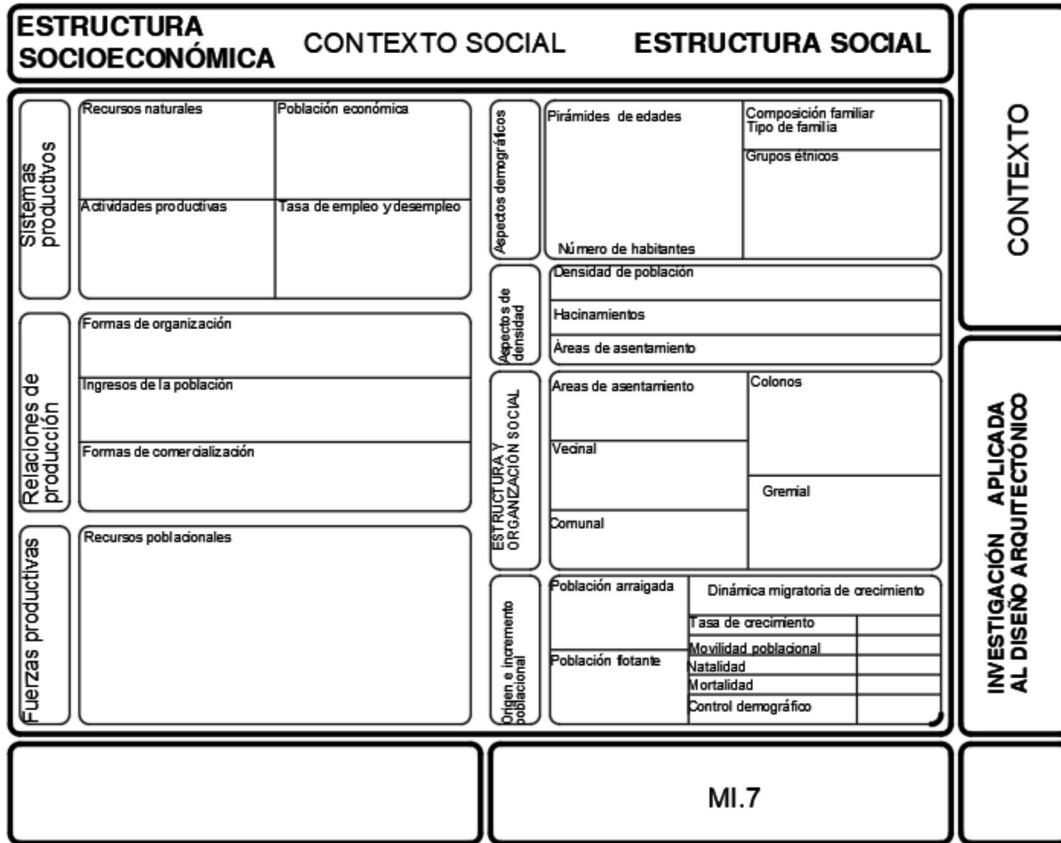 ESTRUCTURA
SOCIOECONÓMICA
CONTEXTO SOCIAL
ESTRUCTURA SOCIAL
Sistemas
productivos
Recursos naturales
Población económica
Actividades productivas
Tasa de empleo y desempleo
Relaciones de
producción
Formas de organización
Ingresos de la población
Formas de comercialización
Fuerzas productivas
Recursos poblacionales
Aspectos demográficos
Pirámides de edades
Número de habitantes
Composición familiar
Tipo de familia
Grupos étnicos
Aspectos de
densidad
Densidad de población
Hacinamientos
Áreas de asentamiento
ESTRUCTURA Y
ORGANIZACIÓN SOCIAL
Areas de asentamiento
Vecinal
Comunal
Colonos
Gremial
Origen e incremento
poblacional
Población arraigada
Población flotante
Dinámica migratoria de crecimiento
Tasa de crecimiento
Movilidad poblacional
Natalidad
Mortalidad
Control demográfico
CONTEXTO
INVESTIGACIÓN APLICADA
AL DISEÑO ARQUITECTÓNICO
MI.7